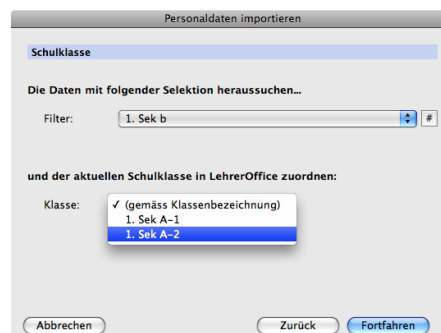 Personaldaten importieren
Schulklasse
Die Daten mit folgender Selektion heraussuchen...
Filter: 1. Sek b #
und der aktuellen Schulklasse in LehrerOffice zuordnen:
Klasse: ✓ (gemäss Klassenbezeichnung)
1. Sek A-1
1. Sek A-2
Abbrechen Zurück Fortfahren